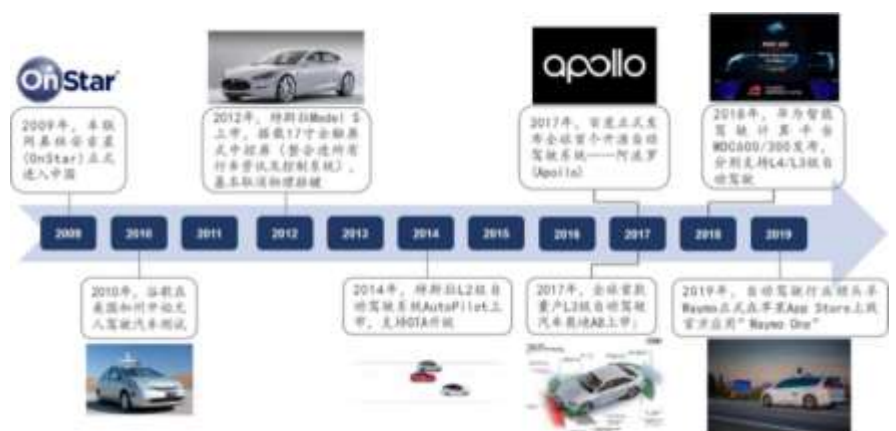 OnStar
2009年，车联
网鼻祖安吉星
(OnStar)正式
进入中国
2012年，特斯拉Model S
上市，搭载17寸全触屏
式中控屏（整合进所有
行车资讯及控制系统），
基本取消物理按键
apollo
2017年，百度正式发
布全球首个开源自动
驾驶系统——阿波罗
(Apollo)
2018年，华为智能
驾驶计算平台
MDC600/300发布，
分别支持L4/L3级自
动驾驶
2009
2010
2011
2012
2013
2014
2015
2016
2017
2018
2019
2010年，谷歌在
美国加州开始无
人驾驶汽车测试
2014年，特斯拉L2级自
动驾驶系统AutoPilot上
市，支持OTA升级
2017年，全球首款
量产L3级自动驾驶
汽车奥迪A8上市；
2019年，自动驾驶行业领头羊
Waymo正式在苹果App Store上线
官方应用“Waymo One”